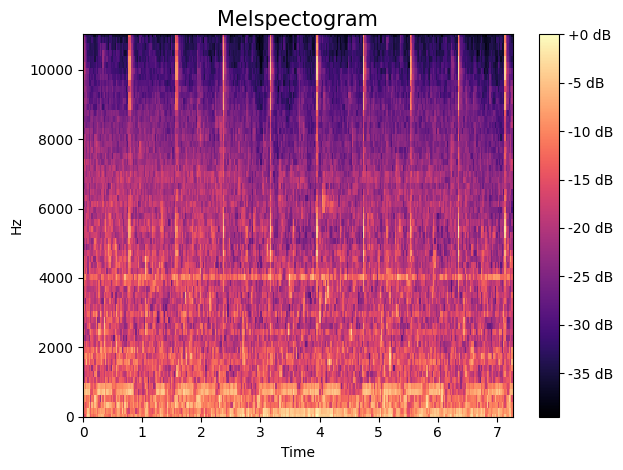 Melspectogram
Hz
10000
8000
6000
4000
2000
0
0 1 2 3 4 5 6 7
Time
+0 dB
-5 dB
-10 dB
-15 dB
-20 dB
-25 dB
-30 dB
-35 dB